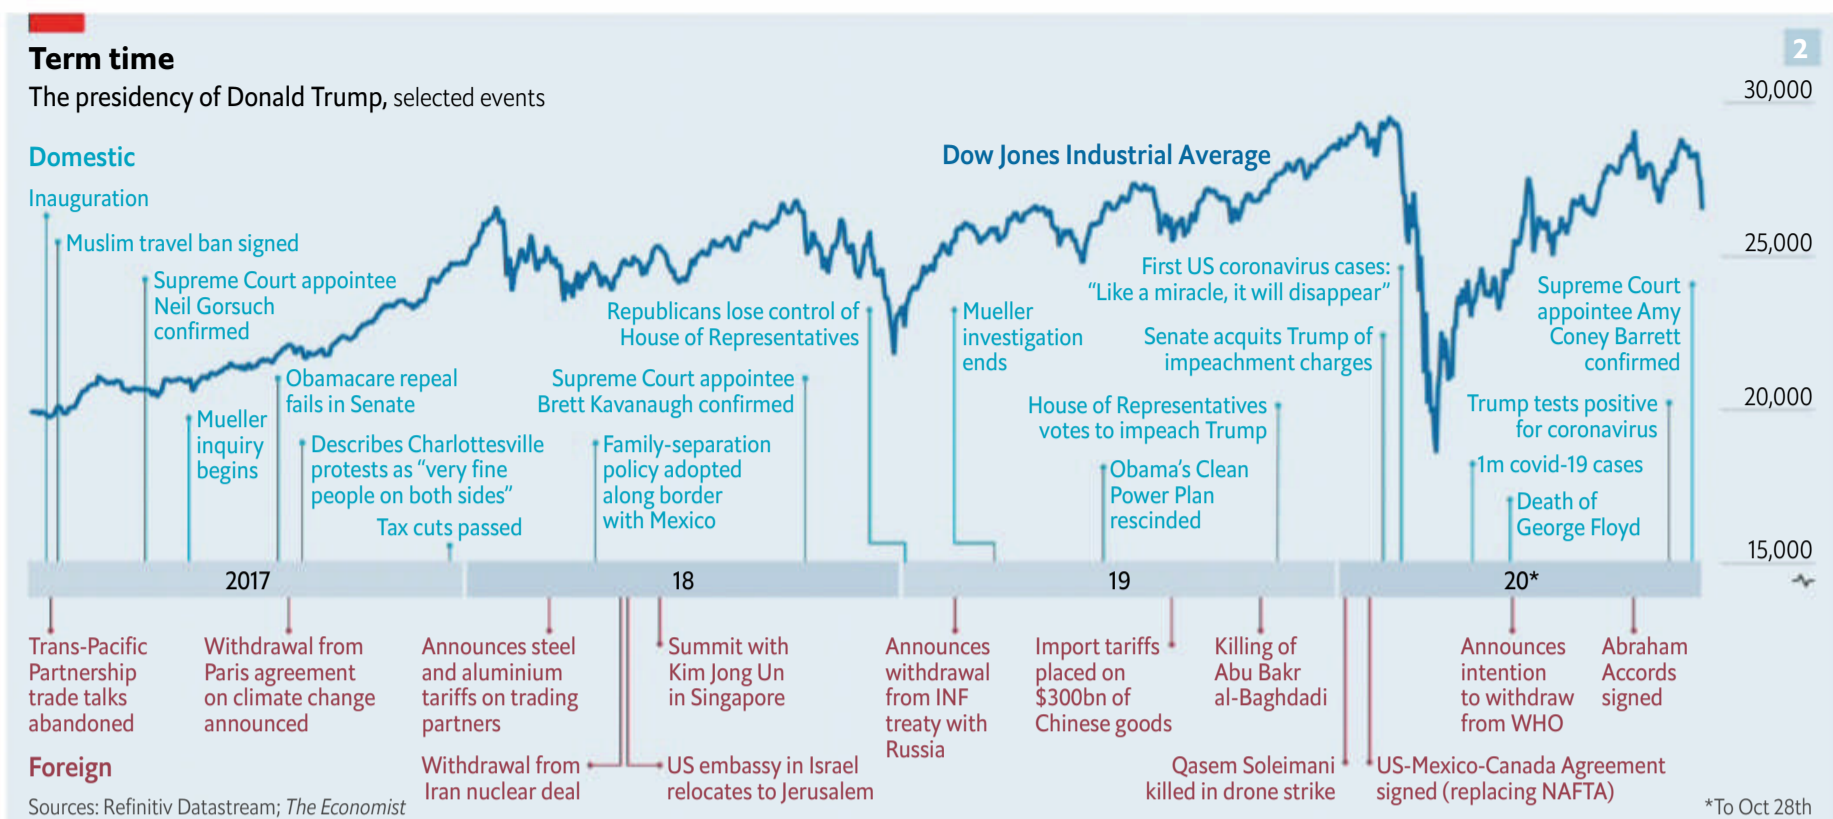 Term time
2
The presidency of Donald Trump, selected events
30,000
25,000
20,000
15,000
Dow Jones Industrial Average
Domestic
Inauguration
Muslim travel ban signed
Supreme Court appointee
Neil Gorsuch
confirmed
Mueller
inquiry
begins
Obamacare repeal
fails in Senate
Describes Charlottesville
protests as “very fine
people on both sides”
Tax cuts passed
Family-separation
policy adopted
along border
with Mexico
Supreme Court appointee
Brett Kavanaugh confirmed
Republicans lose control of
House of Representatives
Mueller
investigation
ends
Obama’s Clean
Power Plan
rescinded
House of Representatives
votes to impeach Trump
Senate acquits Trump of
impeachment charges
First US coronavirus cases:
“Like a miracle, it will disappear”
1m covid-19 cases
Death of
George Floyd
Trump tests positive
for coronavirus
Supreme Court
appointee Amy
Coney Barrett
confirmed
2017
18
19
20*
Trans-Pacific
Partnership
trade talks
abandoned
Withdrawal from
Paris agreement
on climate change
announced
Announces steel
and aluminium
tariffs on trading
partners
Withdrawal from
Iran nuclear deal
US embassy in Israel
relocates to Jerusalem
Summit with
Kim Jong Un
in Singapore
Announces
withdrawal
from INF
treaty with
Russia
Import tariffs
placed on
$300bn of
Chinese goods
Killing of
Abu Bakr
al-Baghdadi
Qasem Soleimani
killed in drone strike
US-Mexico-Canada Agreement
signed (replacing NAFTA)
Announces
intention
to withdraw
from WHO
Abraham
Accords
signed
Foreign
Sources: Refinitiv Datastream; The Economist
*To Oct 28th